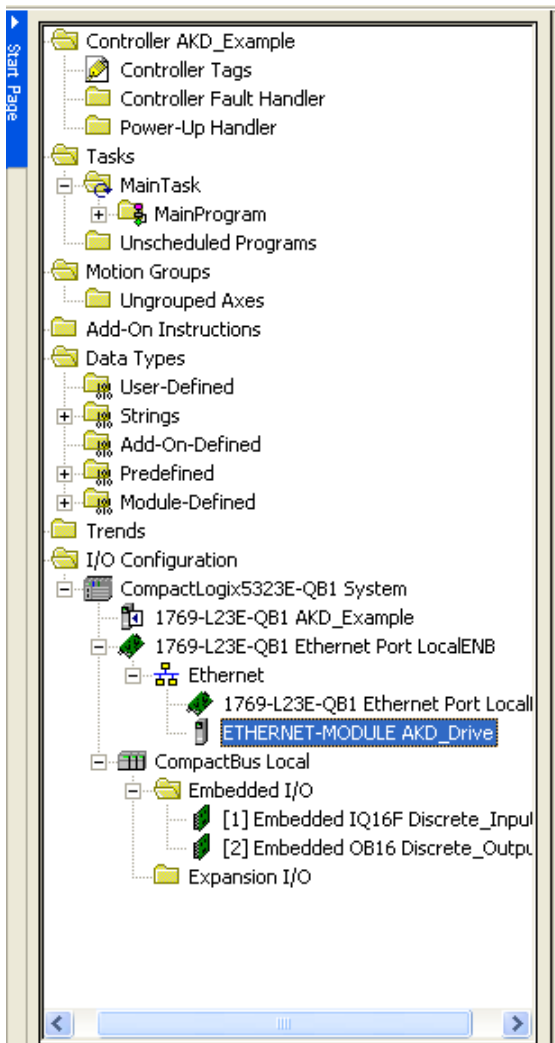 Start Page
Controller AKD_Example
Controller Tags
Controller Fault Handler
Power-Up Handler
Tasks
MainTask
MainProgram
Unscheduled Programs
Motion Groups
Ungrouped Axes
Add-On Instructions
Data Types
User-Defined
Strings
Add-On-Defined
Predefined
Module-Defined
Trends
I/O Configuration
CompactLogix5323E-QB1 System
1769-L23E-QB1 AKD_Example
1769-L23E-QB1 Ethernet Port LocalENB
Ethernet
1769-L23E-QB1 Ethernet Port
ETHERNET-MODULE AKD_Drive
CompactBus Local
Embedded I/O
[1] Embedded IQ16F Discrete_Input
[2] Embedded OB16 Discrete_Outpu
Expansion I/O